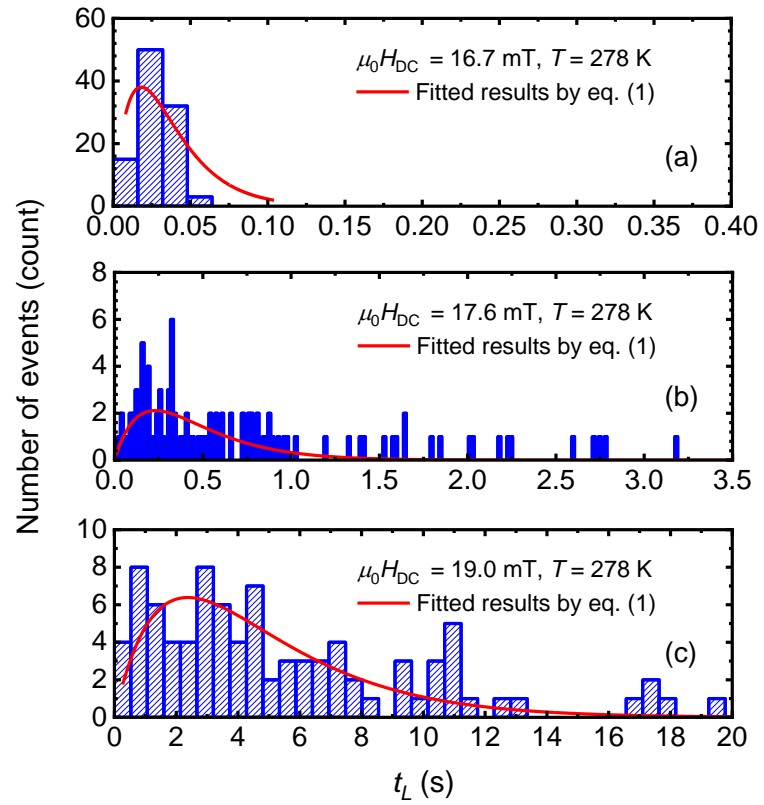 Number of events (count)
60
40
20
0
μ₀H_DC = 16.7 mT, T = 278 K
Fitted results by eq. (1)
(a)
0.00 0.05 0.10 0.15 0.20 0.25 0.30 0.35 0.40
8
6
4
2
0
μ₀H_DC = 17.6 mT, T = 278 K
Fitted results by eq. (1)
(b)
0.0 0.5 1.0 1.5 2.0 2.5 3.0 3.5
10
8
6
4
2
0
μ₀H_DC = 19.0 mT, T = 278 K
Fitted results by eq. (1)
(c)
0 2 4 6 8 10 12 14 16 18 20
t_L (s)